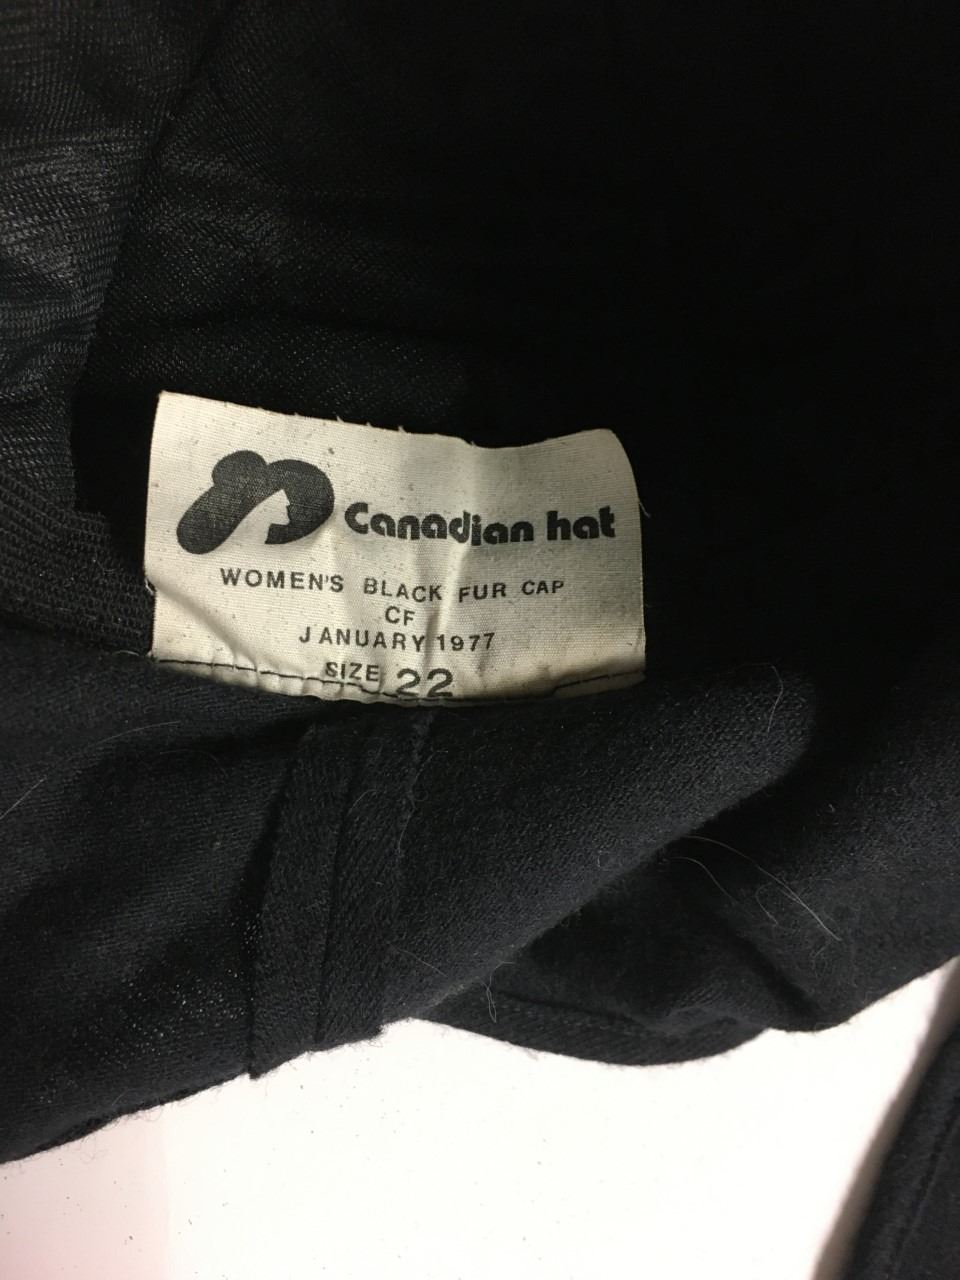 Canadian hat
WOMEN'S BLACK FUR CAP
CF
JANUARY 1977
SIZE 22